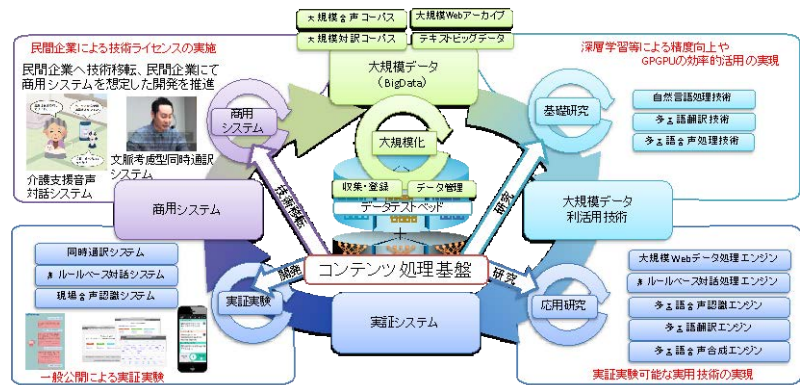 大規模音声コーパス
大規模Webアーカイブ
大規模対訳コーパス
テキストビッグデータ
民間企業による技術ライセンスの実施
民間企業へ技術移転、民間企業にて
商用システムを想定した開発を推進
介護支援音声
対話システム
文脈考慮型同時通訳
システム
商用
システム
大規模データ
(BigData)
大規模化
収集・登録
データ管理
データテストベッド
+
コンテンツ処理基盤
技術移転
研究
開発
研究
深層学習等による精度向上や
GPGPUの効率的活用の実現
基礎研究
自然言語処理技術
多言語翻訳技術
多言語音声処理技術
商用システム
大規模データ
利活用技術
同時通訳システム
非ルールベース対話システム
現場音声認識システム
実証実験
一般公開による実証実験
実証システム
応用研究
大規模Webデータ処理エンジン
非ルールベース対話処理エンジン
多言語音声認識エンジン
多言語翻訳エンジン
多言語音声合成エンジン
実証実験可能な実用技術の実現